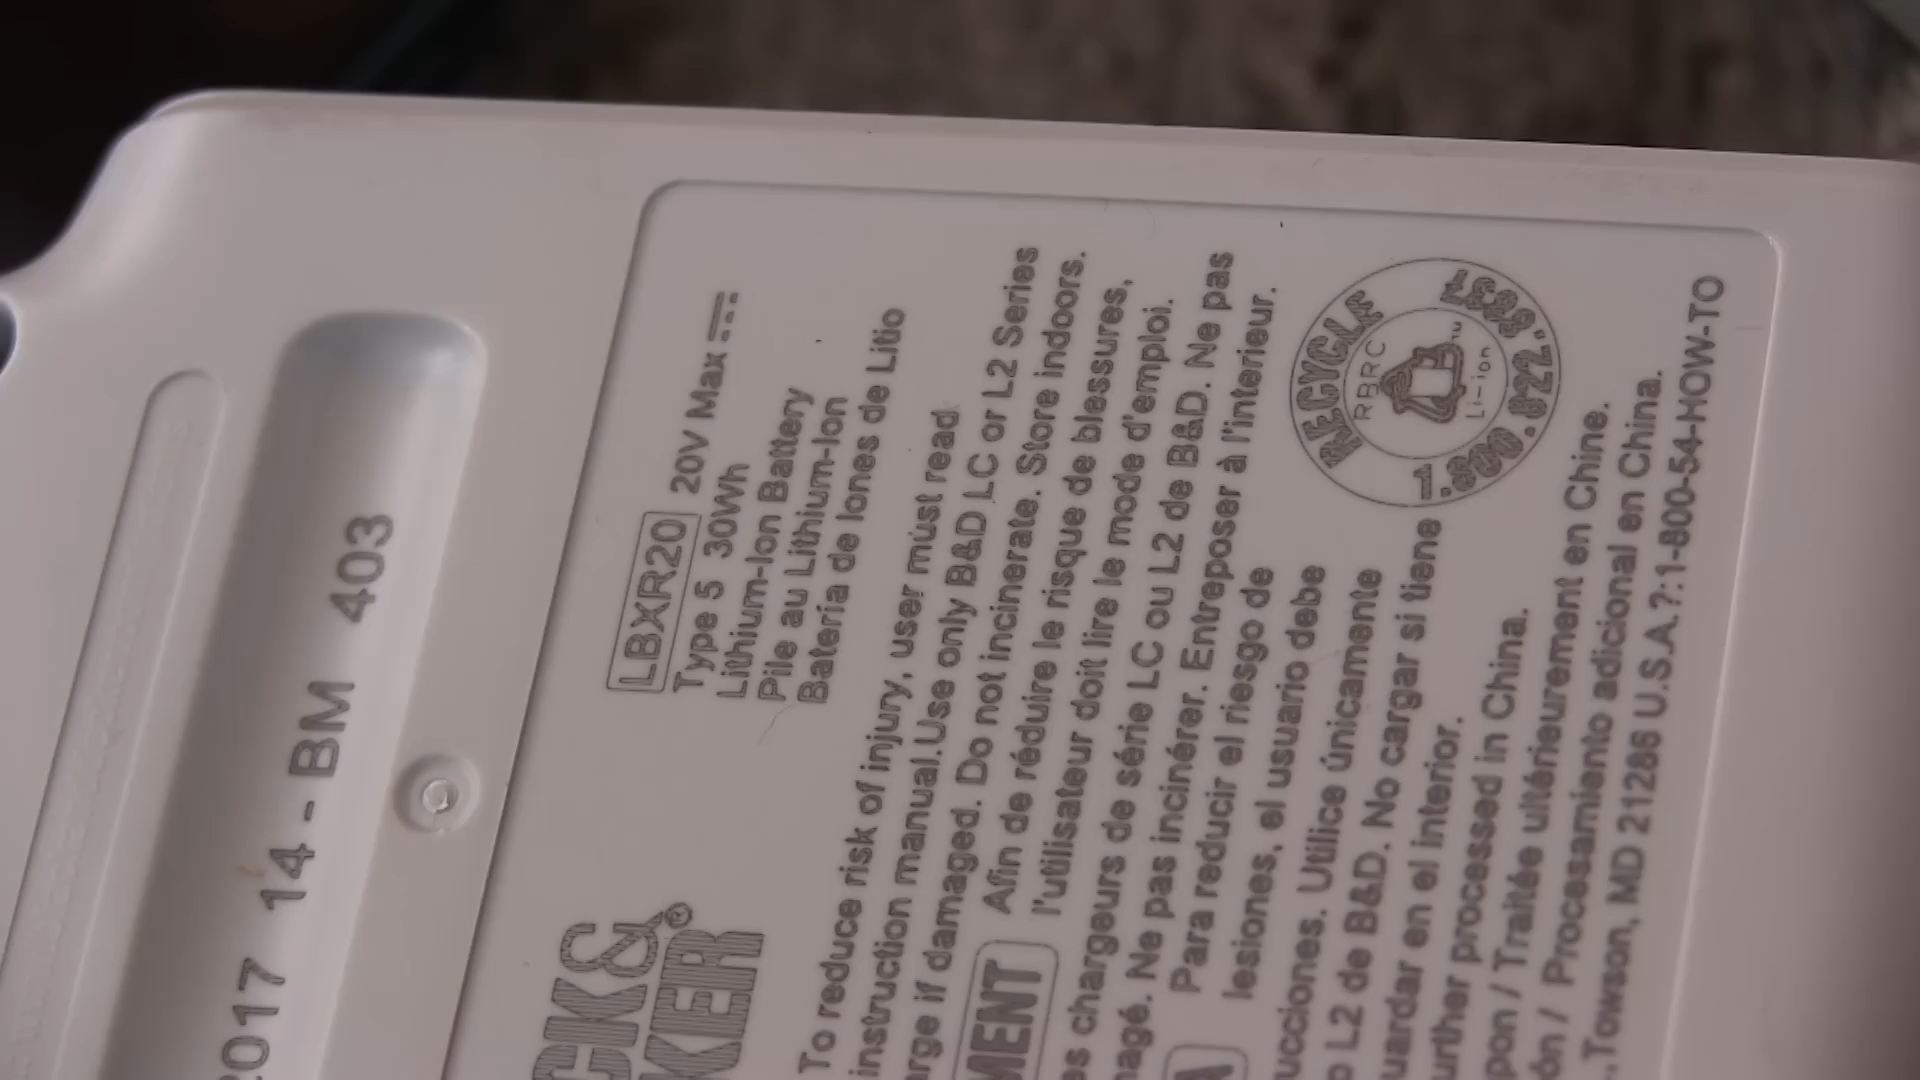 2017 14-BM 403
CK&
KER®
LBXR20 20V Max
Type 5 30Wh
Lithium-Ion Battery
Pile au Lithium-Ion
Batería de Iones de Litio
To reduce risk of injury, user must read
instruction manual.Use only B&D LC or L2 Series
arge if damaged. Do not incinerate. Store indoors.
MENT
Afin de réduire le risque de blessures,
l'utilisateur doit lire le mode d'emploi.
es chargeurs de série LC ou L2 de B&D. Ne pas
magé. Ne pas incinérer. Entreposer à l'interieur.
A
Para reducir el riesgo de
lesiones, el usuario debe
ucciones. Utilice únicamente
o L2 de B&D. No cargar si tiene
uardar en el interior.
urther processed in China.
pon / Traitée ultérieurement en Chine.
ón / Procesamiento adicional en China.
.,Towson, MD 21286 U.S.A.?:1-800-54-HOW-TO
RECYCLE
RBRC
Li-ion
1.800.822.8837